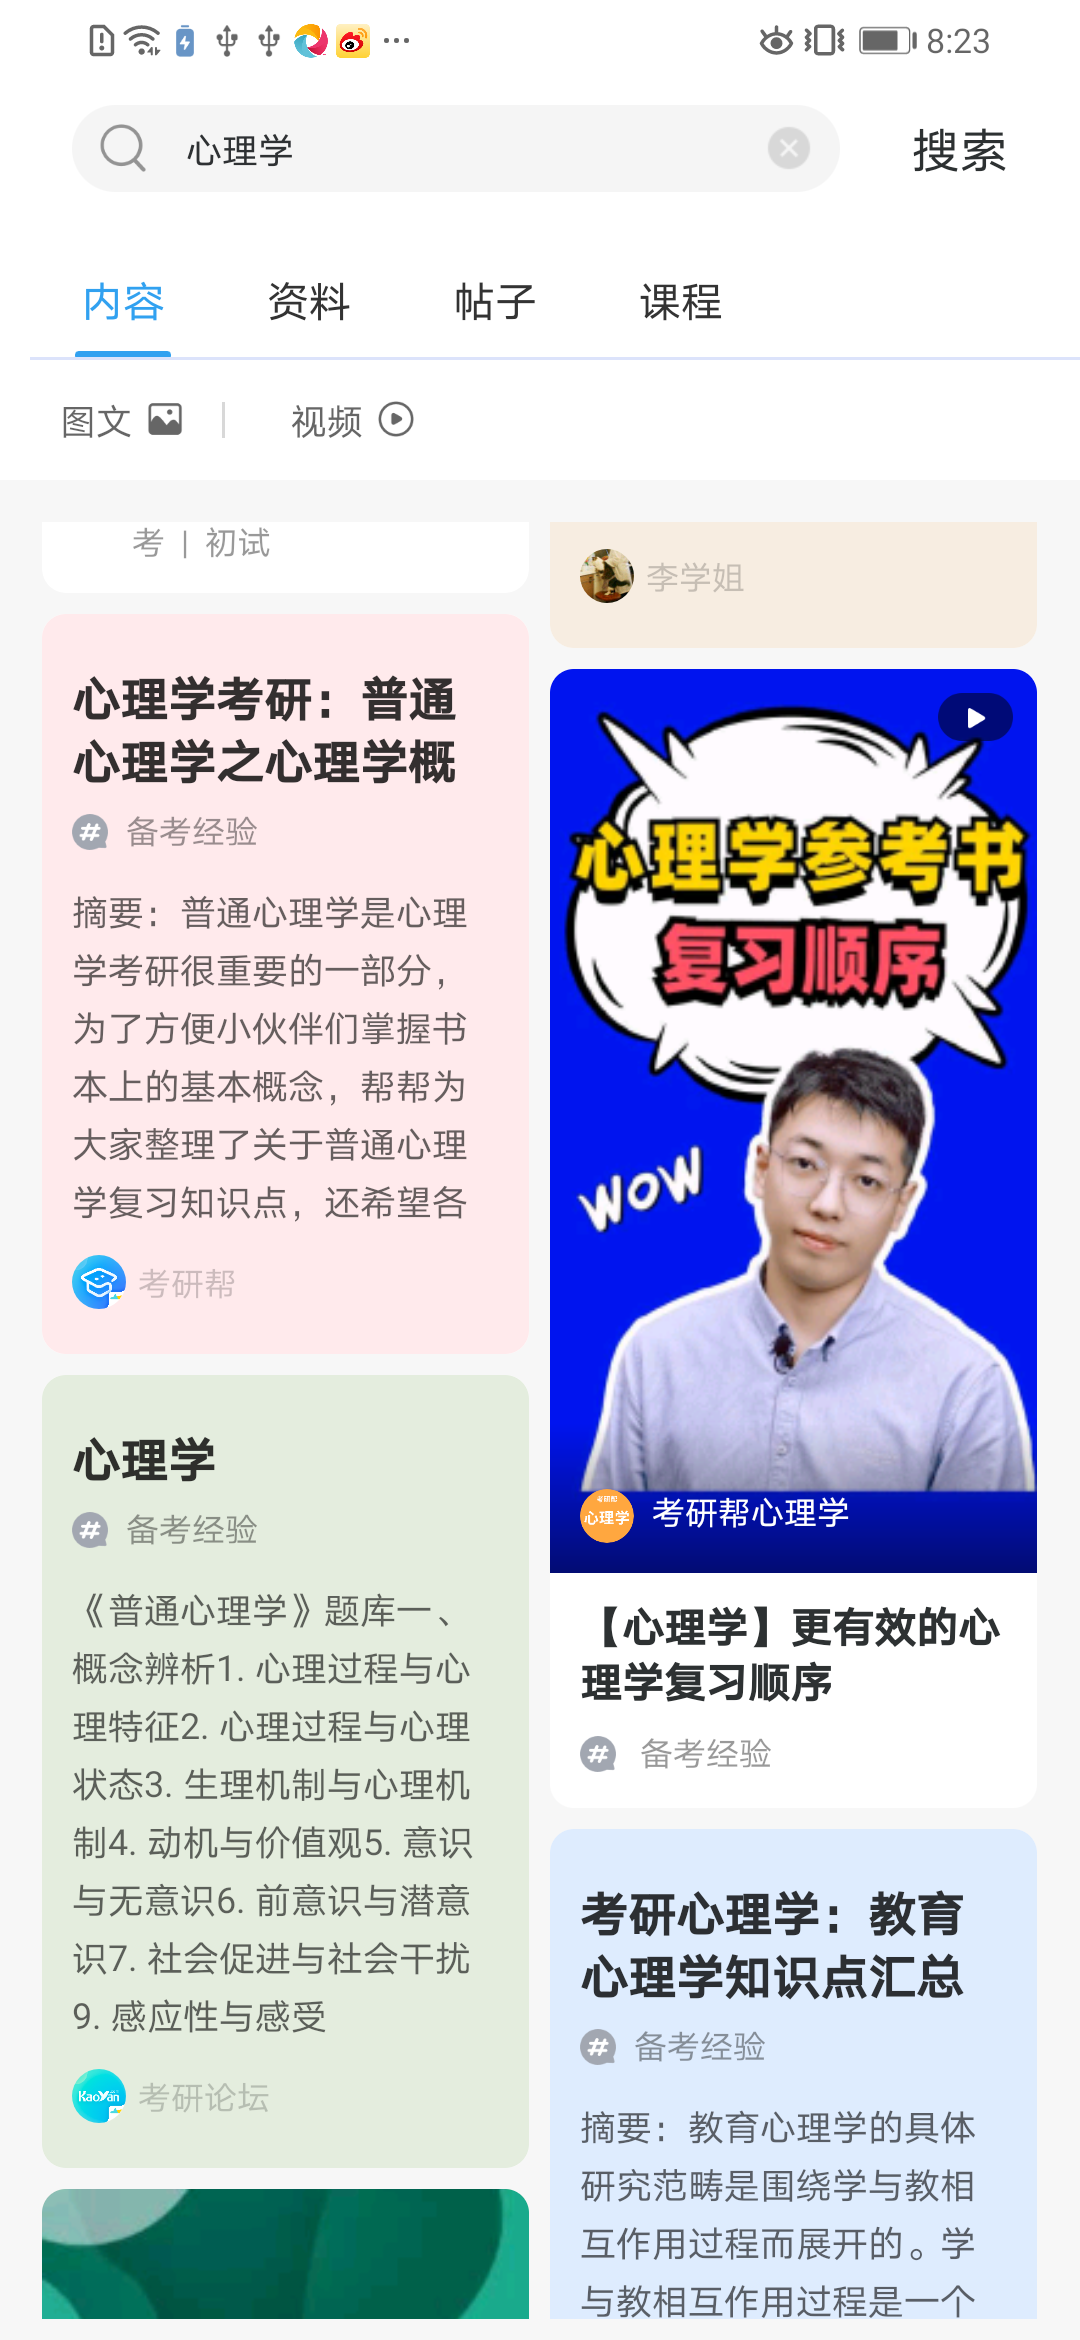 8:23
心理学
搜索
内容
资料
帖子
课程
图文
视频
考 | 初试
心理学考研：普通
心理学之心理学概
备考经验
摘要：普通心理学是心理
学考研很重要的一部分，
为了方便小伙伴们掌握书
本上的基本概念，帮帮为
大家整理了关于普通心理
学复习知识点，还希望各
考研帮
心理学
备考经验
《普通心理学》题库一、
概念辨析1. 心理过程与心
理特征2. 心理过程与心理
状态3. 生理机制与心理机
制4. 动机与价值观5. 意识
与无意识6. 前意识与潜意
识7. 社会促进与社会干扰
9. 感应性与感受
KaoYan
考研论坛
李学姐
心理学参考书
复习顺序
WOW
考研帮
心理学
考研帮心理学
【心理学】更有效的心
理学复习顺序
备考经验
考研心理学：教育
心理学知识点汇总
备考经验
摘要：教育心理学的具体
研究范畴是围绕学与教相
互作用过程而展开的。学
与教相互作用过程是一个